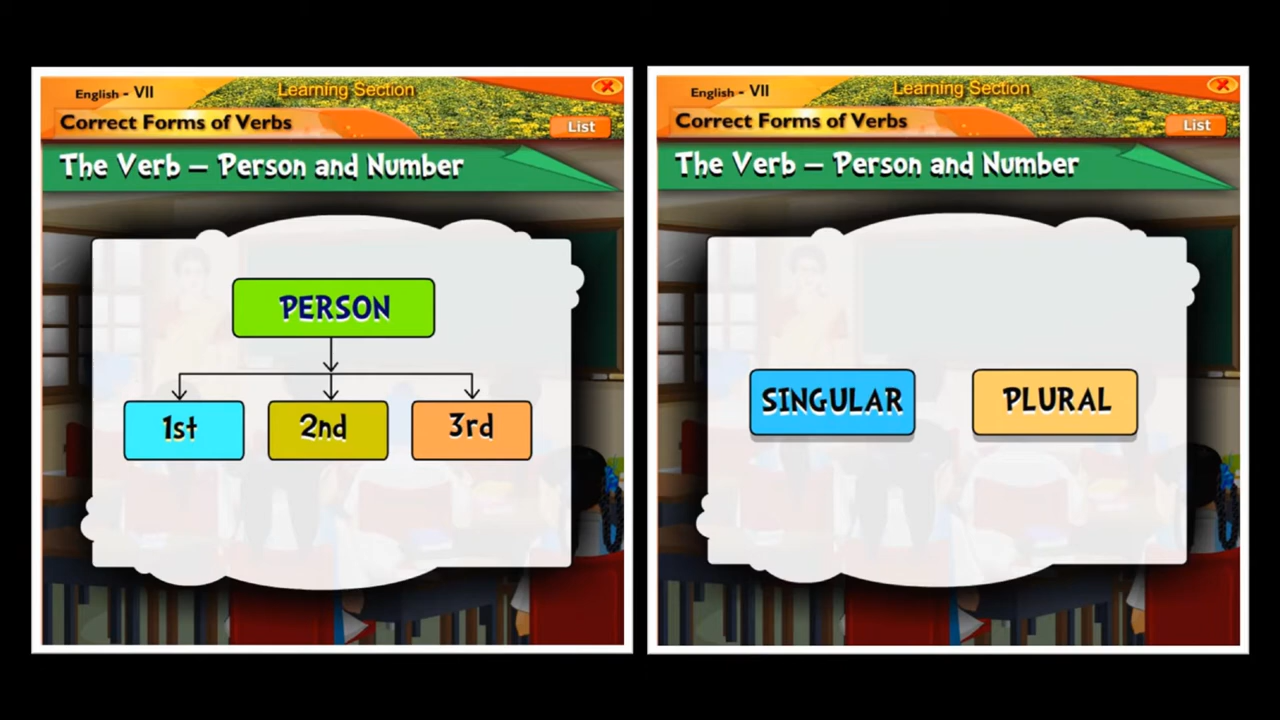 English - VII
Learning Section
Correct Forms of Verbs
List
The Verb – Person and Number
PERSON
1st
2nd
3rd
English - VII
Learning Section
Correct Forms of Verbs
List
The Verb – Person and Number
SINGULAR
PLURAL